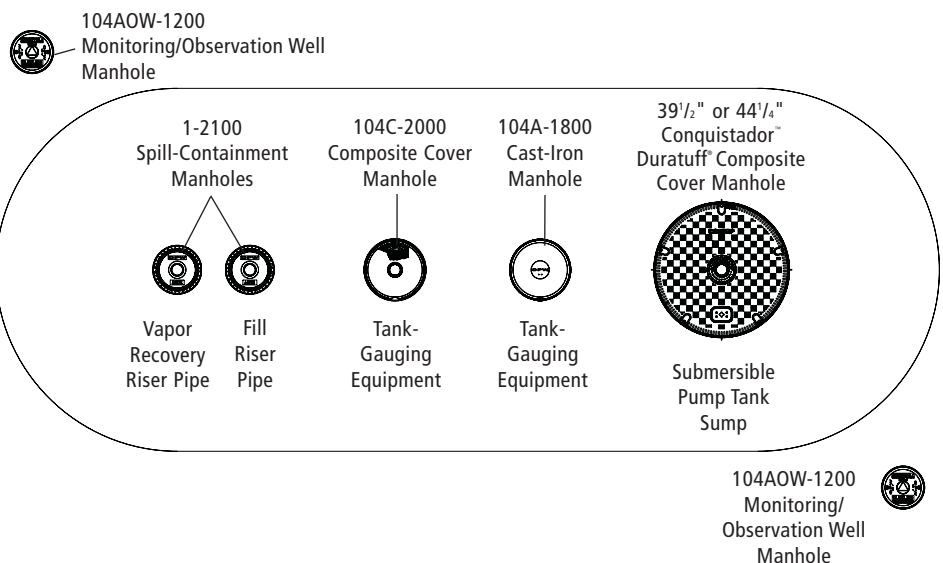 104AOW-1200
Monitoring/Observation Well
Manhole
1-2100
Spill-Containment
Manholes
104C-2000
Composite Cover
Manhole
104A-1800
Cast-Iron
Manhole
39¹/₂" or 44¹/₄"
Conquistador™
Duratuff® Composite
Cover Manhole
Vapor
Recovery
Riser Pipe
Fill
Riser
Pipe
Tank-
Gauging
Equipment
Tank-
Gauging
Equipment
Submersible
Pump Tank
Sump
104AOW-1200
Monitoring/
Observation Well
Manhole